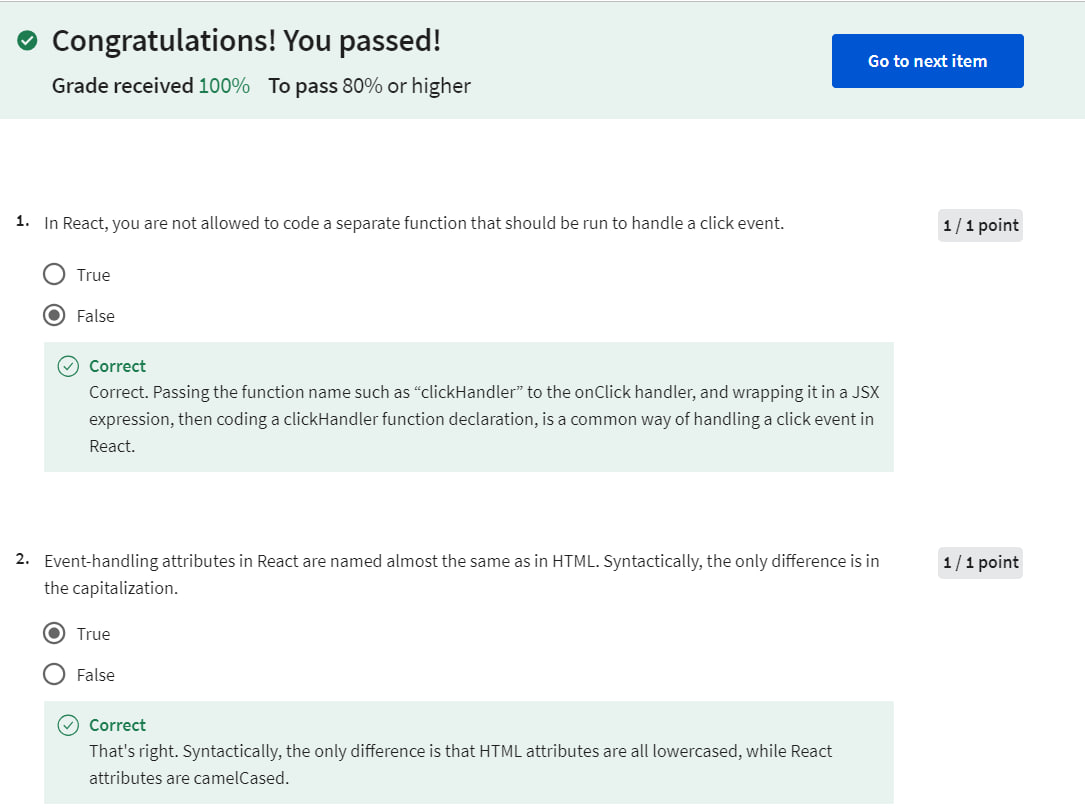 Congratulations! You passed!
Grade received 100% To pass 80% or higher
Go to next item
1. In React, you are not allowed to code a separate function that should be run to handle a click event.
1 / 1 point
True
False
Correct
Correct. Passing the function name such as “clickHandler” to the onClick handler, and wrapping it in a JSX
expression, then coding a clickHandler function declaration, is a common way of handling a click event in
React.
2. Event-handling attributes in React are named almost the same as in HTML. Syntactically, the only difference is in
the capitalization.
1 / 1 point
True
False
Correct
That's right. Syntactically, the only difference is that HTML attributes are all lowercased, while React
attributes are camelCased.